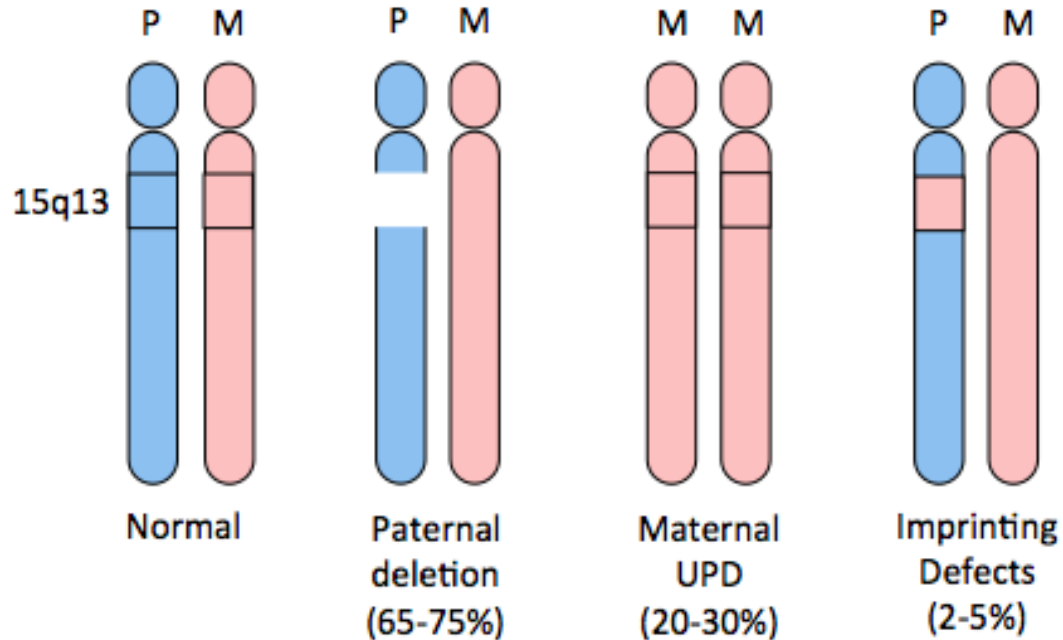 P M P M M M P M
15q13
Normal
Paternal
deletion
(65-75%)
Maternal
UPD
(20-30%)
Imprinting
Defects
(2-5%)